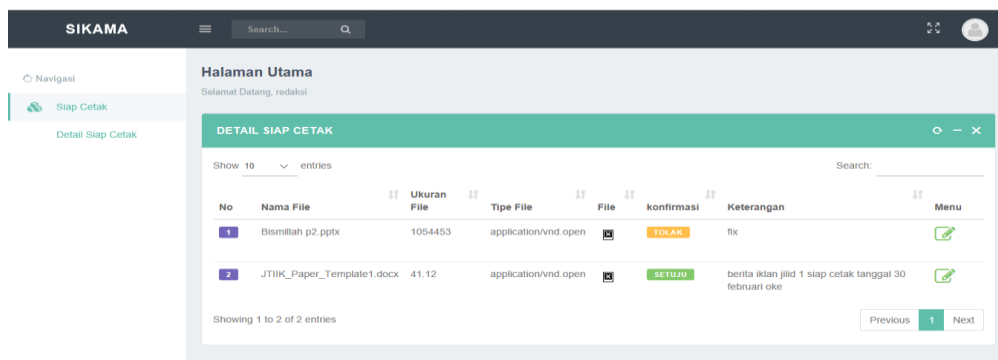 SIKAMA
Search...
Navigasi
Siap Cetak
Detail Siap Cetak
Halaman Utama
Selamat Datang, redaksi
DETAIL SIAP CETAK
Show 10 entries
Search:
No Nama File Ukuran File Tipe File File konfirmasi Keterangan Menu
1 Bismillah p2.pptx 1054453 application/vnd.open TOLAK fix
2 JTIIK_Paper_Template1.docx 41.12 application/vnd.open SETUJU berita iklan jilid 1 siap cetak tanggal 30
februari oke
Showing 1 to 2 of 2 entries
Previous 1 Next